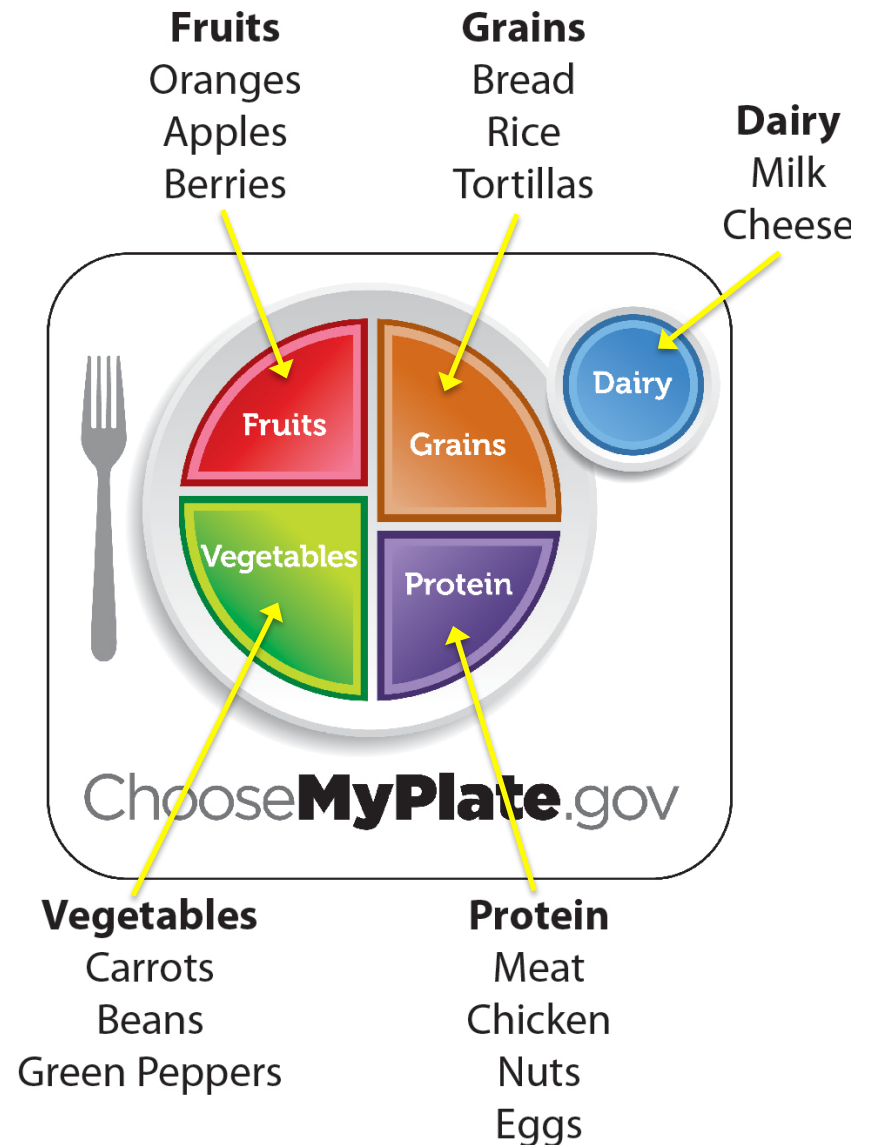 Fruits
Oranges
Apples
Berries
Grains
Bread
Rice
Tortillas
Dairy
Milk
Cheese
Fruits
Grains
Dairy
Vegetables
Protein
ChooseMyPlate.gov
Vegetables
Carrots
Beans
Green Peppers
Protein
Meat
Chicken
Nuts
Eggs